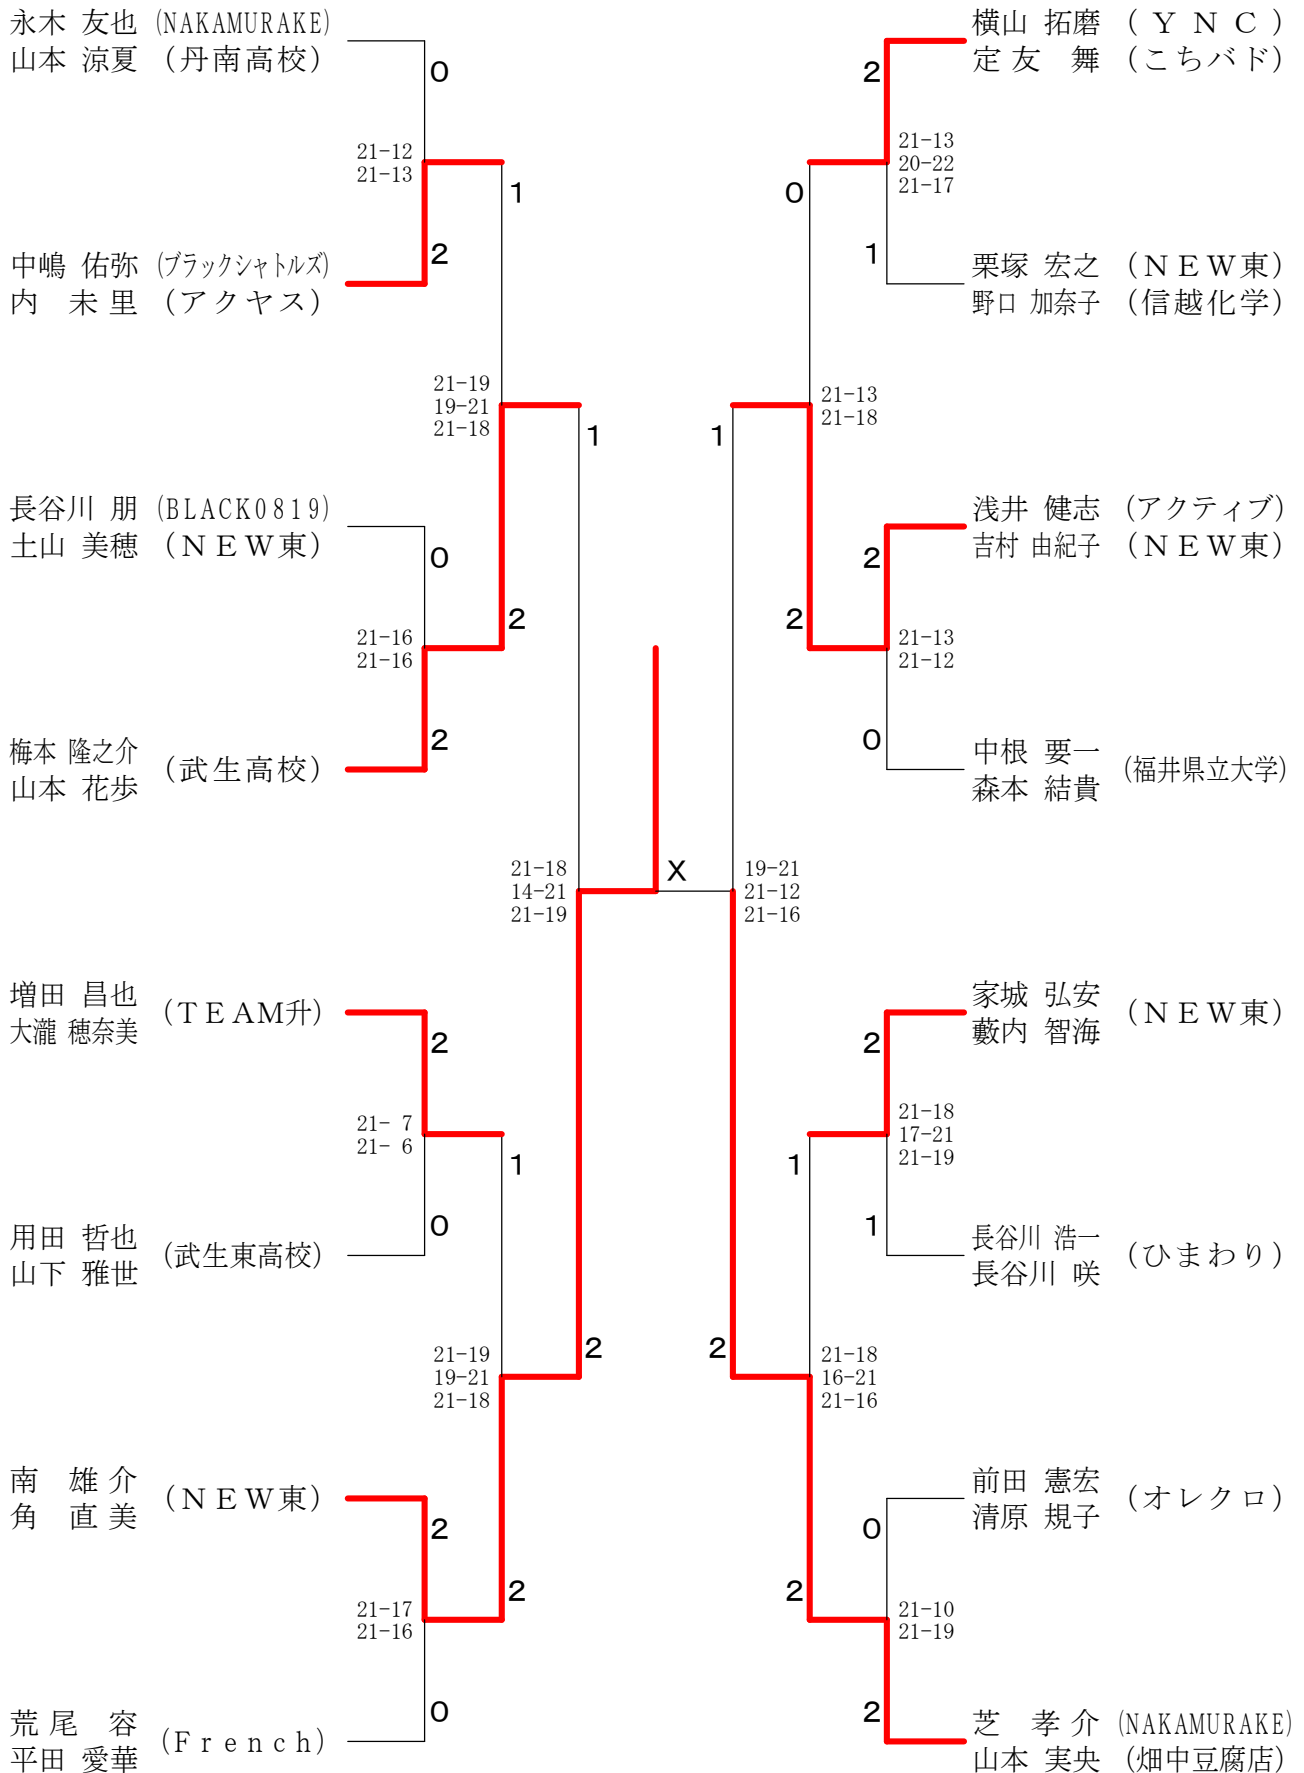 永木 友也 (NAKAMURAKE)
山本 涼夏 (丹南高校)
0
21-12
21-13
1
2
中嶋 佑弥 (ブラックシャトルズ)
内 未里 (アクヤス)
21-19
19-21
21-18
1
長谷川 朋 (BLACK0819)
土山 美穂 (NEW東)
0
2
21-16
21-16
2
梅本 隆之介
山本 花歩
(武生高校)
21-18
14-21
21-19
X
増田 昌也
大瀧 穂奈美
(TEAM升)
2
21- 7
21- 6
1
0
用田 哲也
山下 雅世
(武生東高校)
21-19
19-21
21-18
2
南 雄介
角 直美
(NEW東)
2
21-17
21-16
2
0
荒尾 容
平田 愛華
(French)
横山 拓磨 (YNC)
定友 舞 (こちバド)
2
21-13
20-22
21-17
0
1
栗塚 宏之 (NEW東)
野口 加奈子 (信越化学)
21-13
21-18
1
浅井 健志 (アクティブ)
吉村 由紀子 (NEW東)
2
2
21-13
21-12
0
中根 要一
森本 結貴
(福井県立大学)
19-21
21-12
21-16
家城 弘安
藪内 智海
(NEW東)
2
21-18
17-21
21-19
1
1
長谷川 浩一
長谷川 咲
(ひまわり)
2
21-18
16-21
21-16
前田 憲宏
清原 規子
(オレクロ)
0
2
21-10
21-19
2
芝 孝介 (NAKAMURAKE)
山本 実央 (畑中豆腐店)